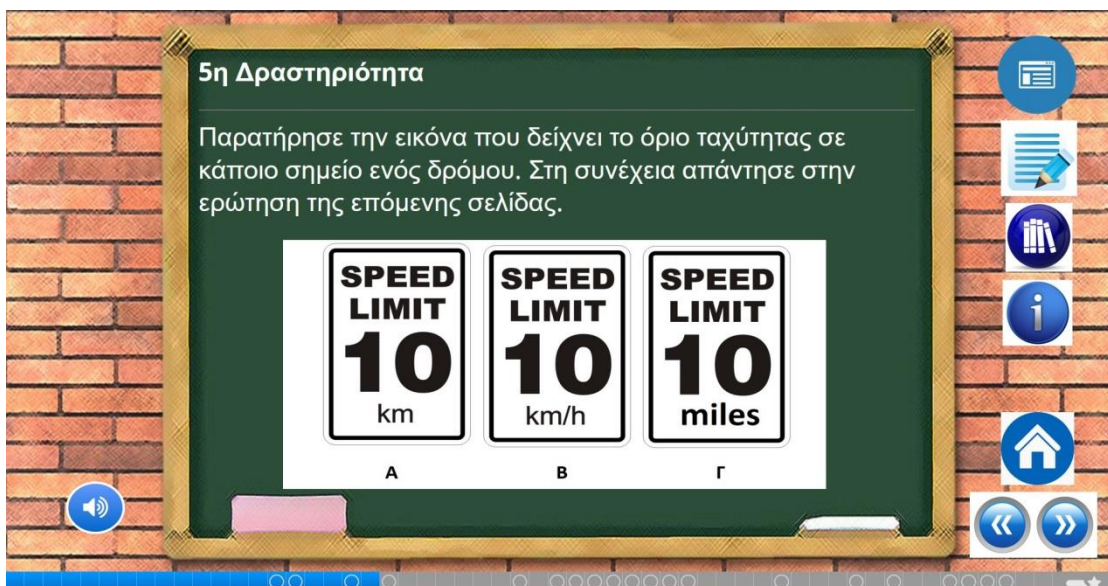 5η Δραστηριότητα
Παρατήρησε την εικόνα που δείχνει το όριο ταχύτητας σε
κάποιο σημείο ενός δρόμου. Στη συνέχεια απάντησε στην
ερώτηση της επόμενης σελίδας.
SPEED
LIMIT
10
km
A
SPEED
LIMIT
10
km/h
B
SPEED
LIMIT
10
miles
Γ